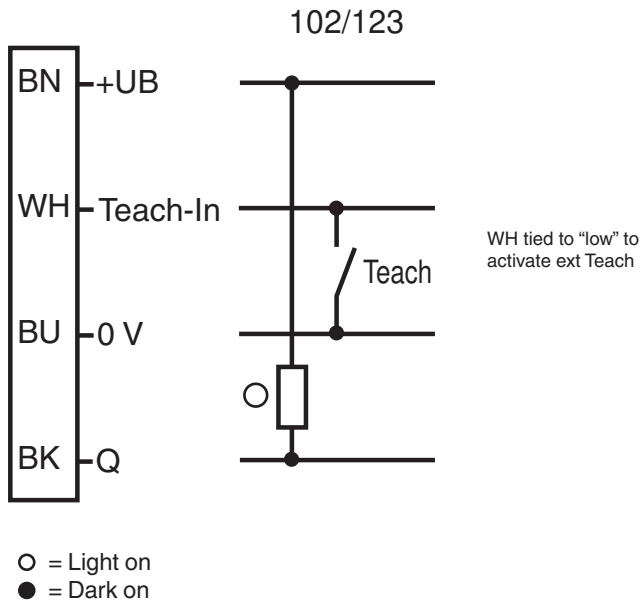 102/123
BN +UB
WH Teach-In
WH tied to “low” to
activate ext Teach
Teach
BU 0 V
BK Q
= Light on
= Dark on